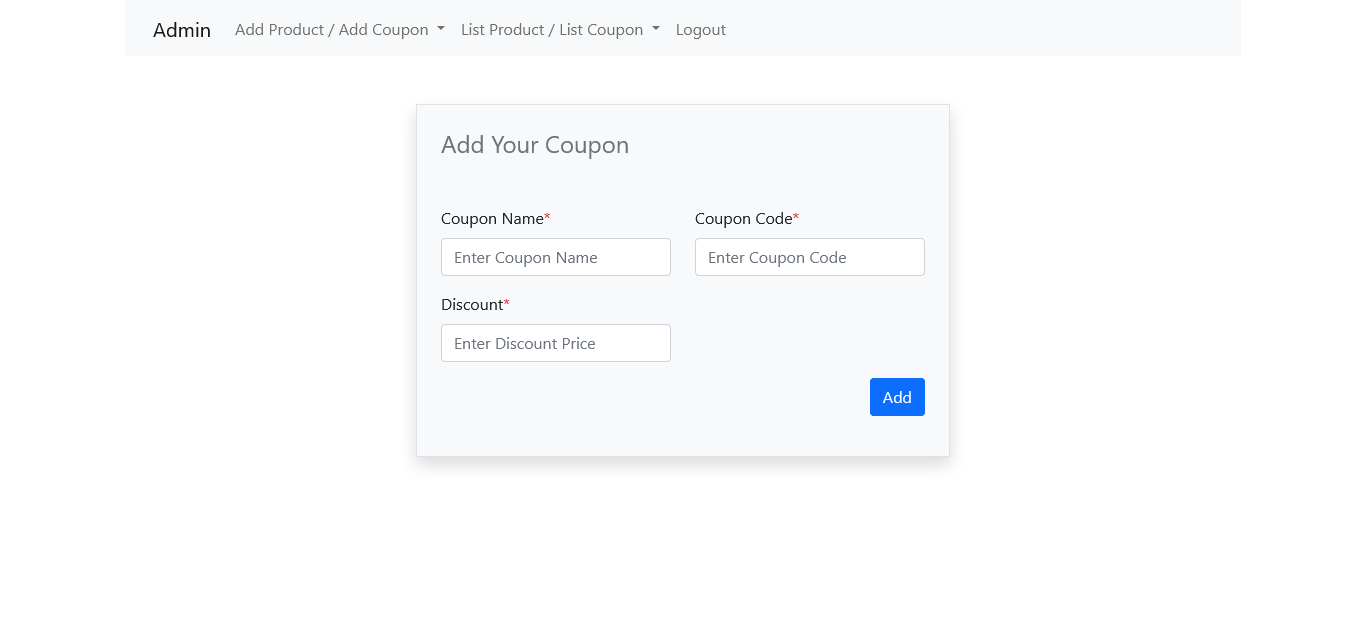 Admin Add Product / Add Coupon List Product / List Coupon Logout
Add Your Coupon
Coupon Name* Coupon Code*
Enter Coupon Name Enter Coupon Code
Discount*
Enter Discount Price
Add